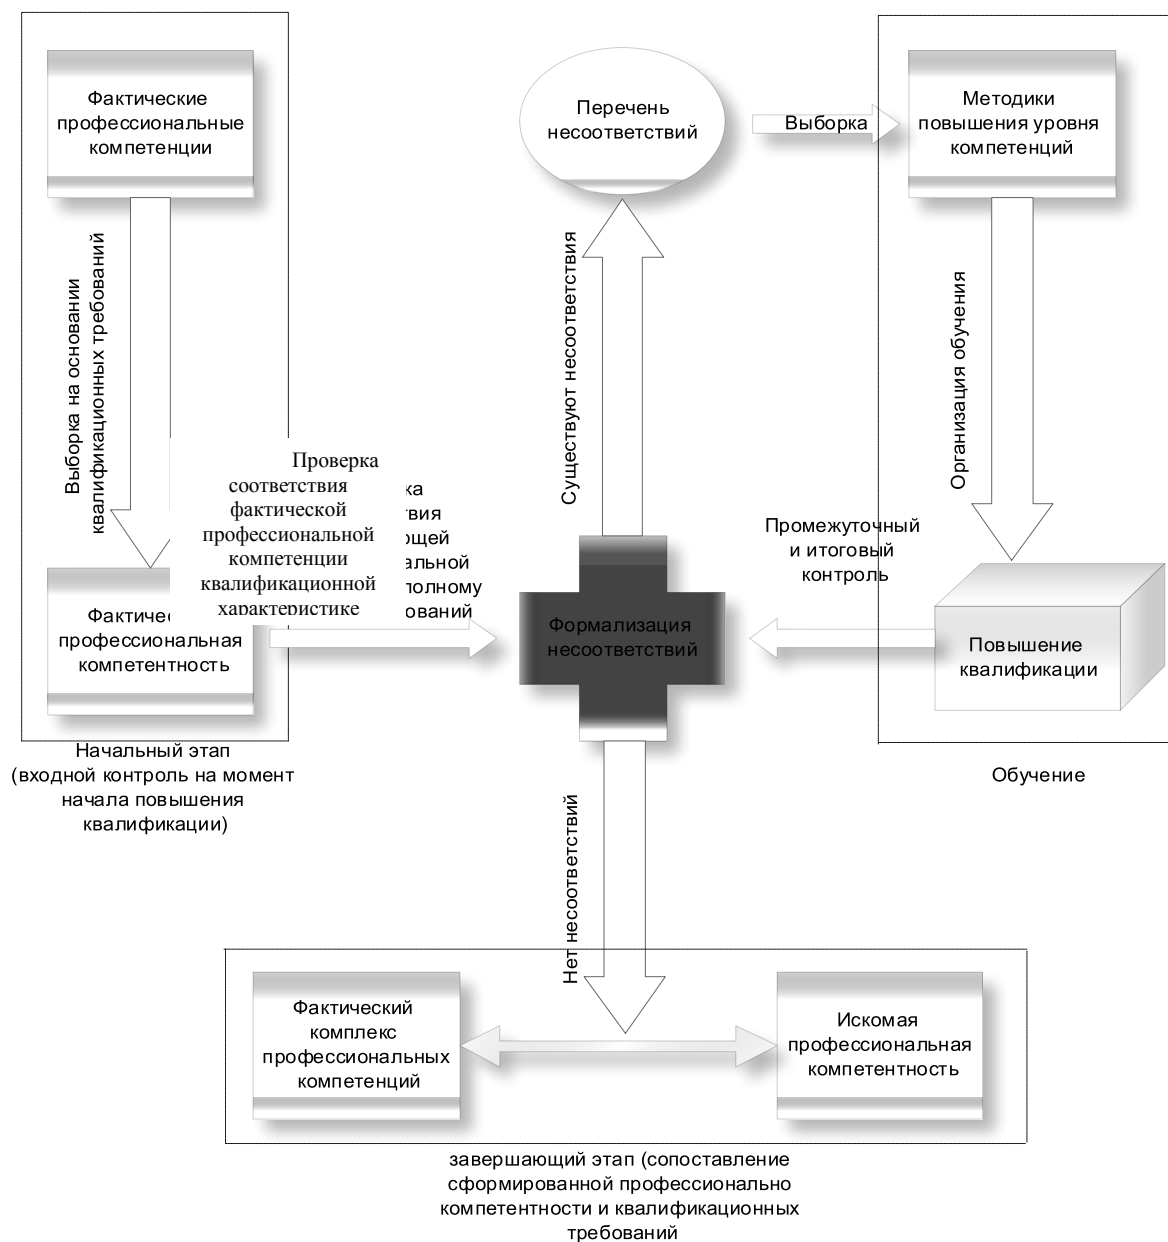 Фактические
профессиональные
компетенции
Выборка на основании
квалификационных требований
Проверка
соответствия
фактической
профессиональной
компетенции
квалификационной
характеристике
профессиональная
компетентность
Начальный этап
(входной контроль на момент
начала повышения
квалификации)
Перечень
несоответствий
Выборка
Существуют несоответствия
Формализация
несоответствий
Нет несоответствий
Методики
повышения уровня
компетенций
Организация обучения
Промежуточный
и итоговый
контроль
Повышение
квалификации
Обучение
Фактический
комплекс
профессиональных
компетенций
Искомая
профессиональная
компетентность
завершающий этап (сопоставление
сформированной профессионально
компетентности и квалификационных
требований